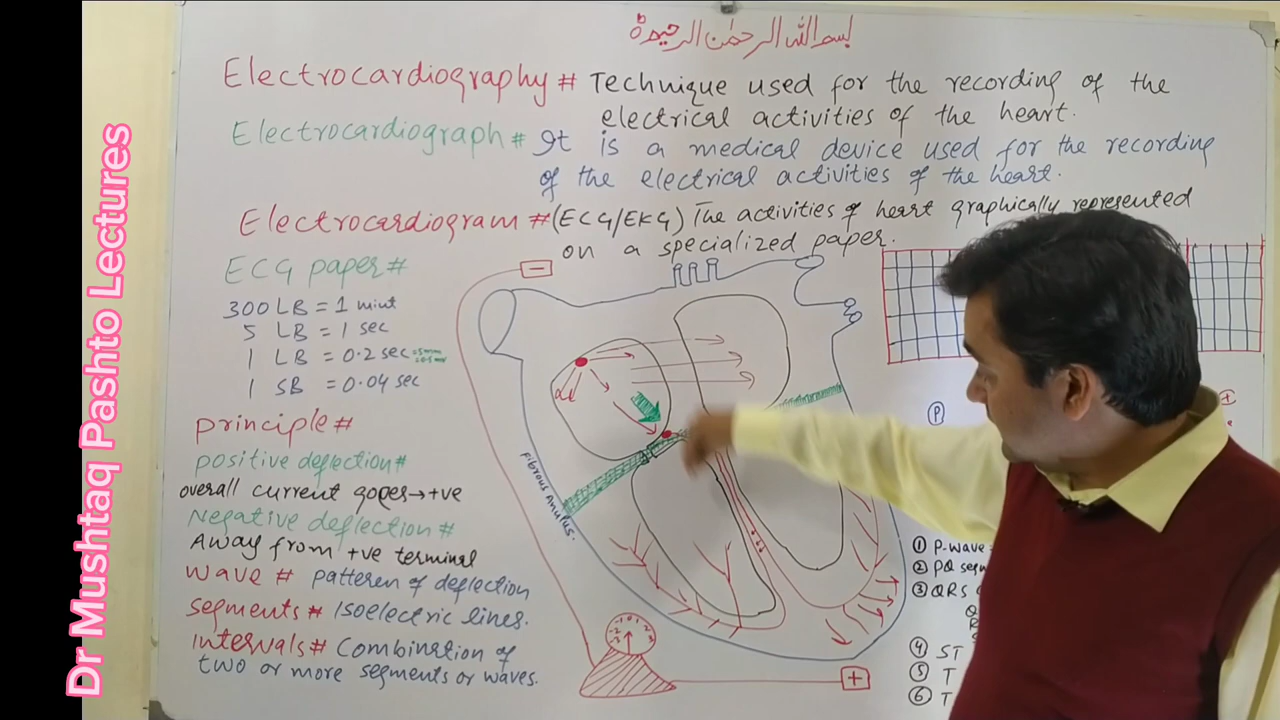 بسم اللہ الرحمٰن الرحیم
Electrocardiography # Technique used for the recording of the
electrical activities of the heart.
Electrocardiograph # It is a medical device used for the recording
of the electrical activities of the heart.
Electrocardiogram # (ECG/EKG) The activities of heart graphically represented
on a specialized paper.
ECG paper #
300 LB = 1 mint
5 LB = 1 sec
1 LB = 0.2 sec = 5mm
1 SB = 0.04 sec
principle #
positive deflection #
overall current goes → +ve
Negative deflection #
Away from +ve terminal
wave # patteren of deflection
segments # Isoelectric lines.
intervals # Combination of
two or more segments or waves.
Fibrous Anulus.
−
+
P
+
① P-wave
② PQ
③ QRS
④ ST
⑤ T
⑥ T
Dr Mushtaq Pashto Lectures